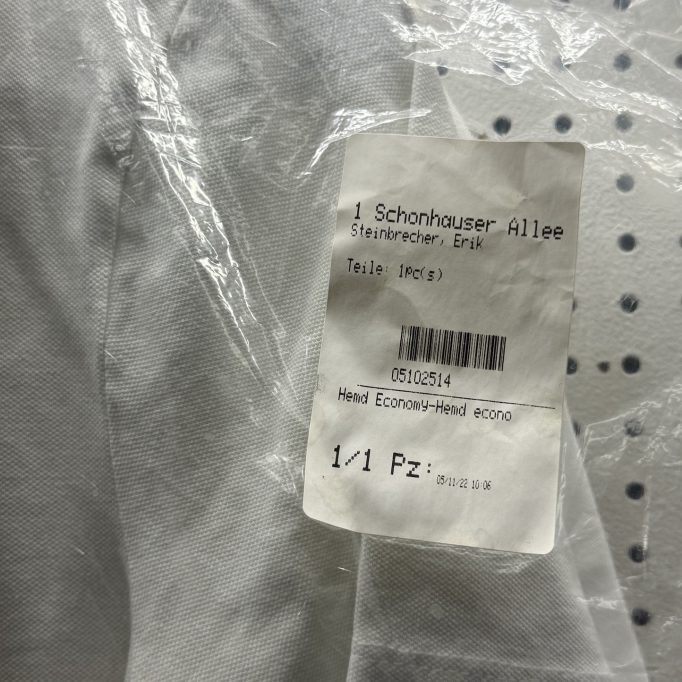 1 Schonhauser Allee
Steinbrecher, Erik
Teile: 1pc(s)
05102514
Hemd Economy-Hemd econo
1/1 Pz:
05/11/22 10:06